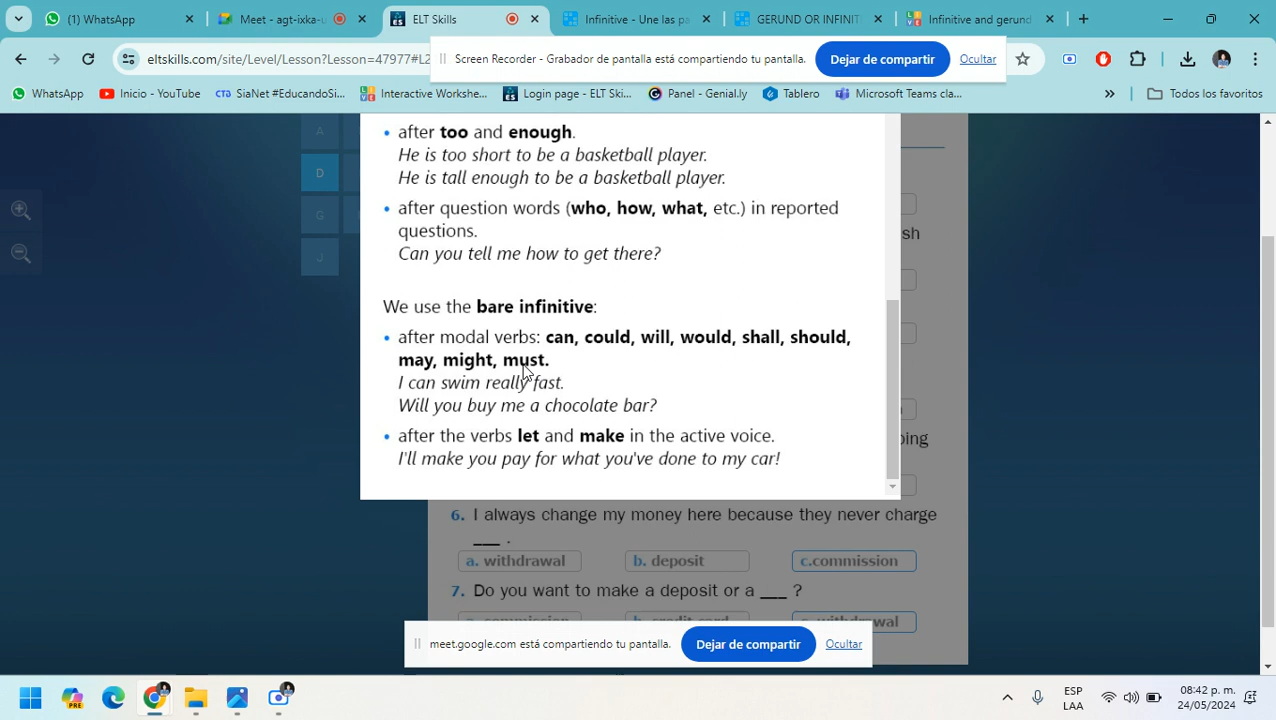 (5) WhatsApp
Meet - agt-ixka-u
ELT Skills
Infinitive - Une las pa
GERUND OR INFINIT
Infinitive and gerund
eltskills.com/site/Level/Lesson?Lesson=47977#L2
Screen Recorder - Grabador de pantalla está compartiendo tu pantalla.
Dejar de compartir
Ocultar
WhatsApp
Inicio - YouTube
CTA SiaNet #EducandoSi...
Interactive Workshe...
Login page - ELT Ski...
Panel - Genial.ly
Tablero
Microsoft Teams cla...
Todos los favoritos
A
D
G
J
• after too and enough.
He is too short to be a basketball player.
He is tall enough to be a basketball player.
• after question words (who, how, what, etc.) in reported
questions.
Can you tell me how to get there?
sh
We use the bare infinitive:
• after modal verbs: can, could, will, would, shall, should,
may, might, must.
I can swim really fast.
Will you buy me a chocolate bar?
• after the verbs let and make in the active voice.
I'll make you pay for what you've done to my car!
6. I always change my money here because they never charge
___ .
a. withdrawal
b. deposit
c.commission
7. Do you want to make a deposit or a ___ ?
a. commission
b. credit card
c. withdrawal
meet.google.com está compartiendo tu pantalla.
Dejar de compartir
Ocultar
PRE
ESP
LAA
08:42 p. m.
24/05/2024